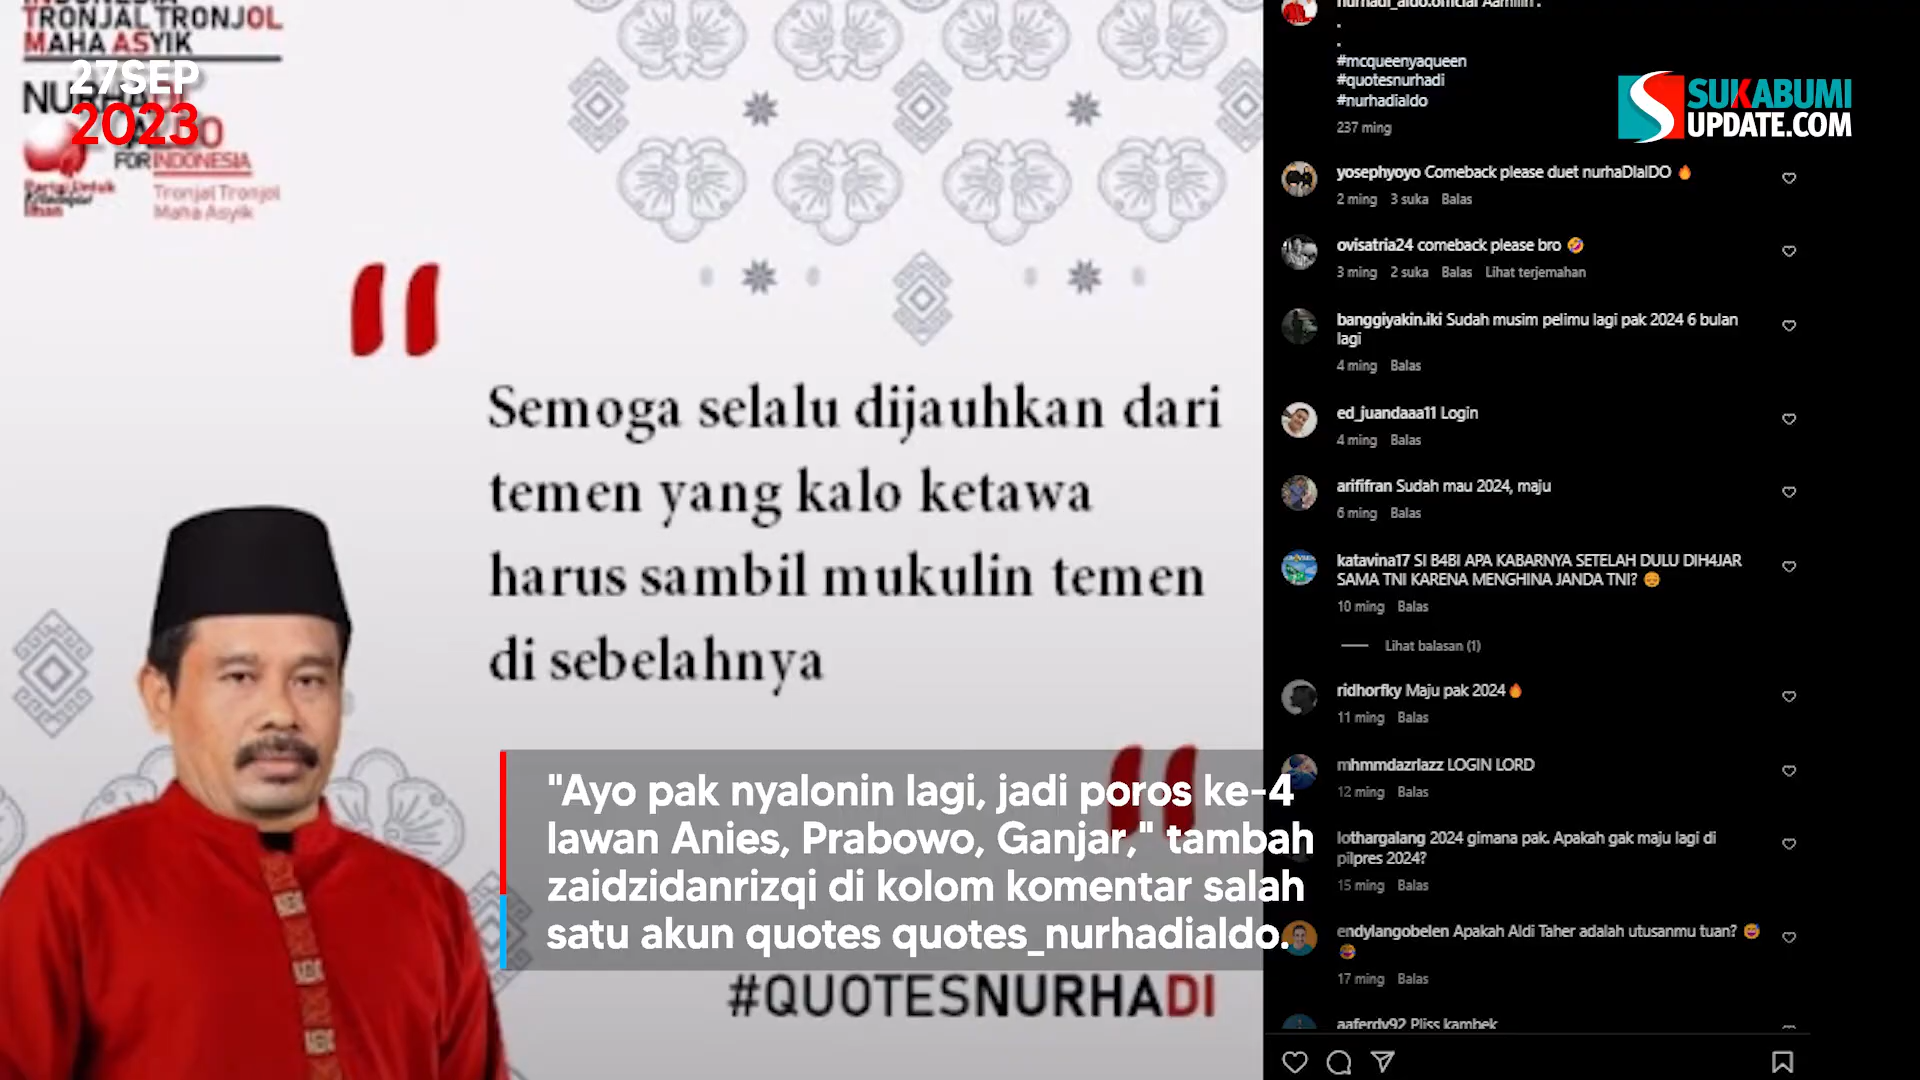 TRONJAL TRONJOL
MAHA ASYIK
27SEP
2023
NURHADI
ALDO
FOR INDONESIA
Partai Untuk
Iman
Tronjal Tronjol
Maha Asyik
Semoga selalu dijauhkan dari
temen yang kalo ketawa
harus sambil mukulin temen
di sebelahnya
"Ayo pak nyalonin lagi, jadi poros ke-4
lawan Anies, Prabowo, Ganjar," tambah
zaidzidanrizqi di kolom komentar salah
satu akun quotes quotes_nurhadialdo.
#QUOTESNURHADI
SUKABUMI
UPDATE.COM
nurhadi_aldo.official Aamiiin .
.
.
#mcqueenyaqueen
#quotesnurhadi
#nurhadialdo
237 ming
yosephyoyo Comeback please duet nurhaDIalDO 🔥
2 ming 3 suka Balas
ovisatria24 comeback please bro 🤣
3 ming 2 suka Balas Lihat terjemahan
banggiyakin.iki Sudah musim pelimu lagi pak 2024 6 bulan
lagi
4 ming Balas
ed_juandaaa11 Login
4 ming Balas
arififran Sudah mau 2024, maju
6 ming Balas
katavina17 SI B4BI APA KABARNYA SETELAH DULU DIH4JAR
SAMA TNI KARENA MENGHINA JANDA TNI? 😔
10 ming Balas
Lihat balasan (1)
ridhorfky Maju pak 2024🔥
11 ming Balas
mhmmdazrlazz LOGIN LORD
12 ming Balas
lothargalang 2024 gimana pak. Apakah gak maju lagi di
pilpres 2024?
15 ming Balas
endylangobelen Apakah Aldi Taher adalah utusanmu tuan? 😅
😂
17 ming Balas
aaferdy92 Pliss kambek